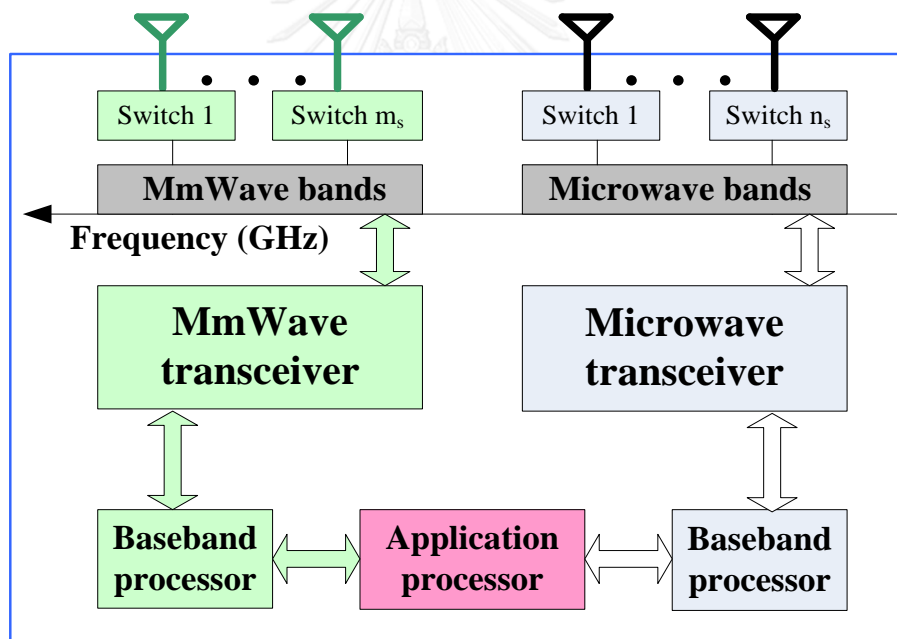 Switch 1
Switch mₛ
Switch 1
Switch nₛ
MmWave bands
Microwave bands
Frequency (GHz)
MmWave
transceiver
Microwave
transceiver
Baseband
processor
Application
processor
Baseband
processor